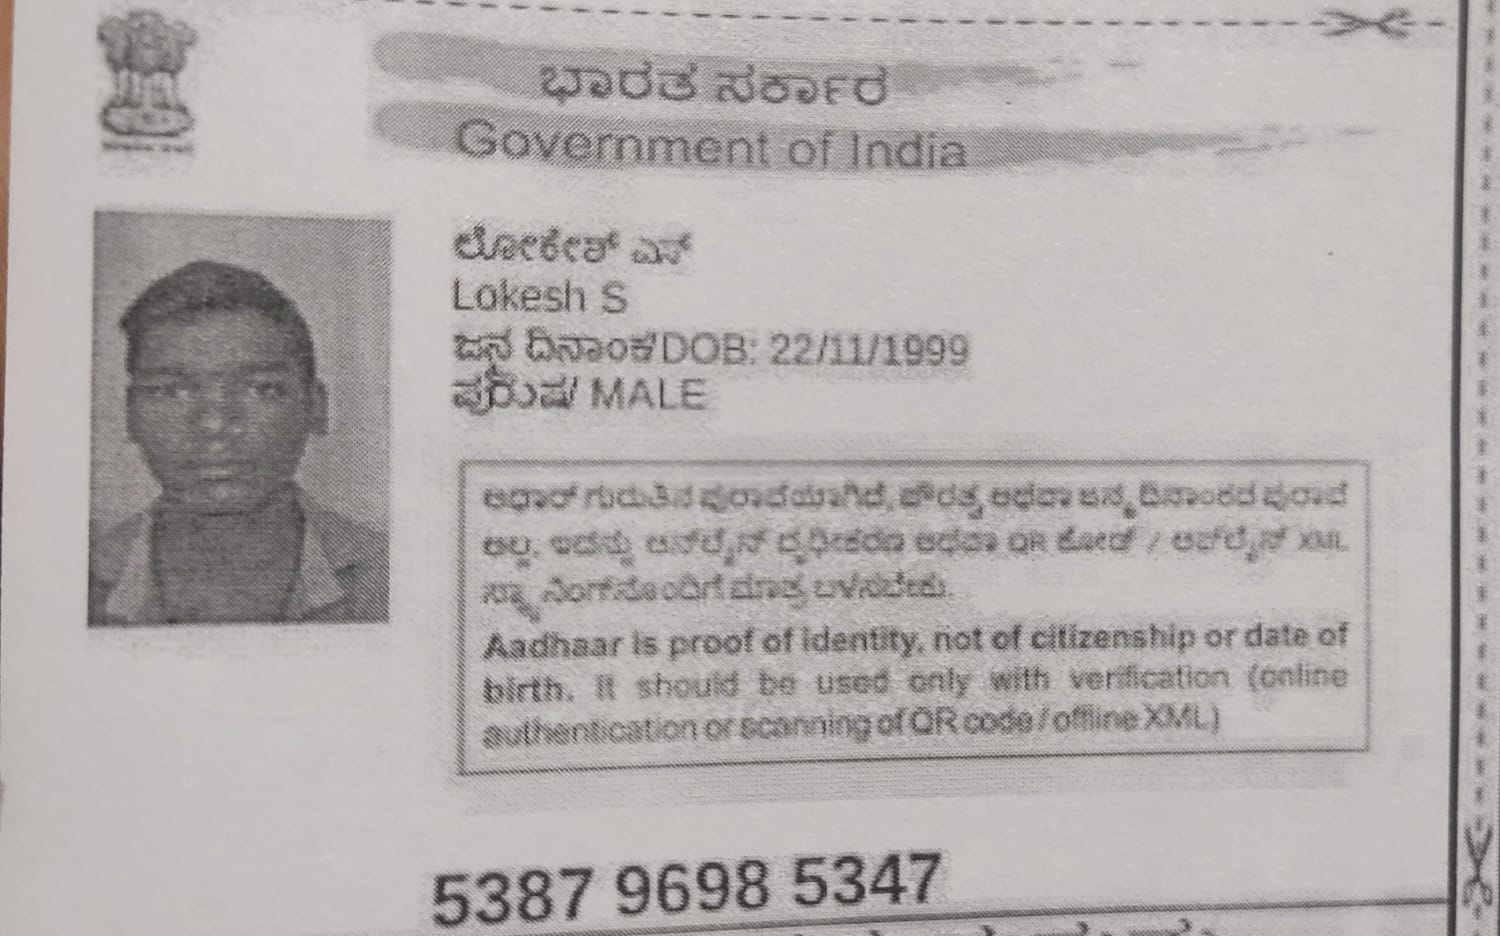 ಭಾರತ ಸರ್ಕಾರ
Government of India
ಲೋಕೇಶ್ ಎಸ್
Lokesh S
ಜನ್ಮ ದಿನಾಂಕ/DOB: 22/11/1999
ಪುರುಷ/ MALE
ಆಧಾರ್ ಗುರುತಿನ ಪುರಾವೆಯಾಗಿದೆ, ಪೌರತ್ವ ಅಥವಾ ಜನ್ಮ ದಿನಾಂಕದ ಪುರಾವೆ
ಅಲ್ಲ. ಇದನ್ನು ಆನ್‌ಲೈನ್ ದೃಢೀಕರಣ ಅಥವಾ QR ಕೋಡ್ / ಆಫ್‌ಲೈನ್ XML
ಸ್ಕ್ಯಾನಿಂಗ್‌ನೊಂದಿಗೆ ಮಾತ್ರ ಬಳಸಬೇಕು.
Aadhaar is proof of identity, not of citizenship or date of
birth. It should be used only with verification (online
authentication or scanning of QR code / offline XML)
5387 9698 5347